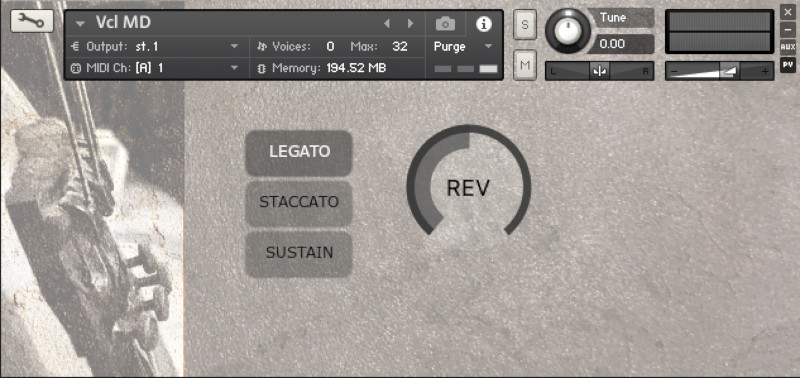 Vcl MD
Output: st. 1
Voices: 0 Max: 32
Purge
MIDI Ch: [A] 1
Memory: 194.52 MB
S
M
Tune
0.00
L R
- +
×
-
AUX
PV
LEGATO
STACCATO
SUSTAIN
REV